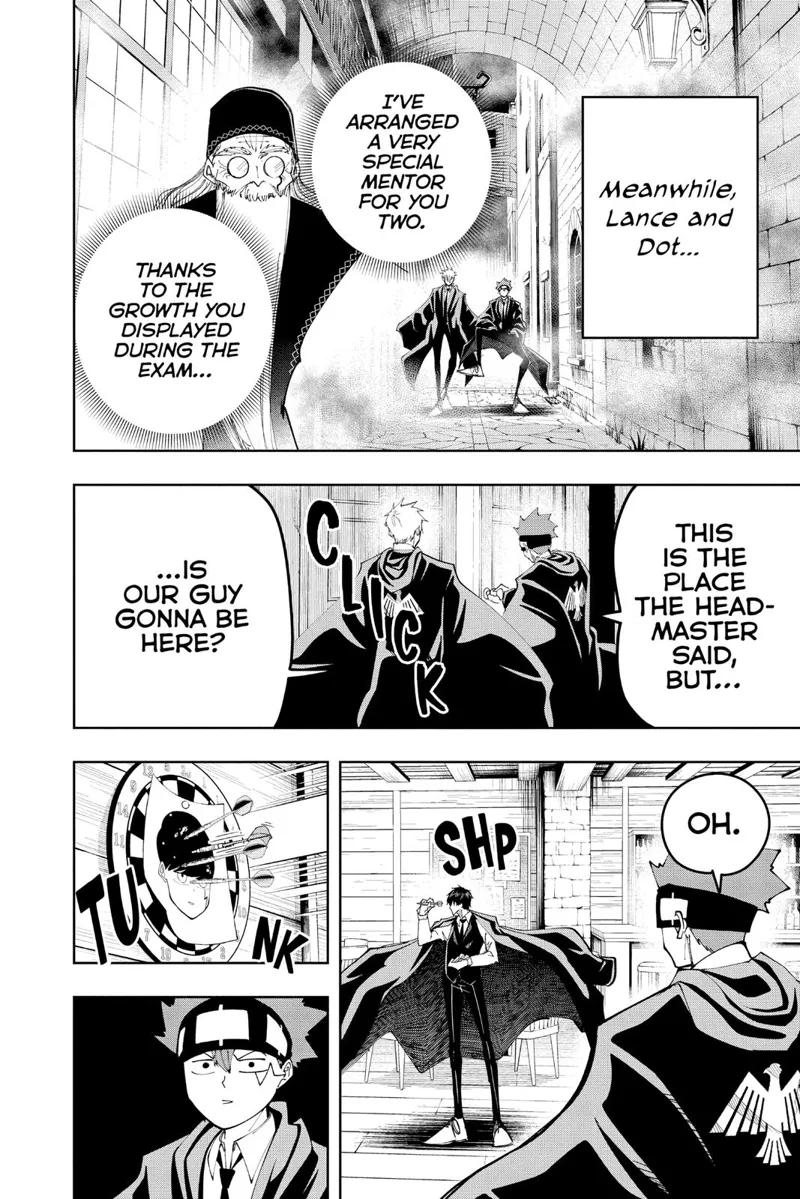 Meanwhile,
Lance and
Dot...
I'VE
ARRANGED
A VERY
SPECIAL
MENTOR
FOR YOU
TWO.
THANKS
TO THE
GROWTH YOU
DISPLAYED
DURING THE
EXAM...
THIS
IS THE
PLACE
THE HEAD-
MASTER
SAID,
BUT...
CLICK
...IS
OUR GUY
GONNA BE
HERE?
OH.
SHP
TUNK